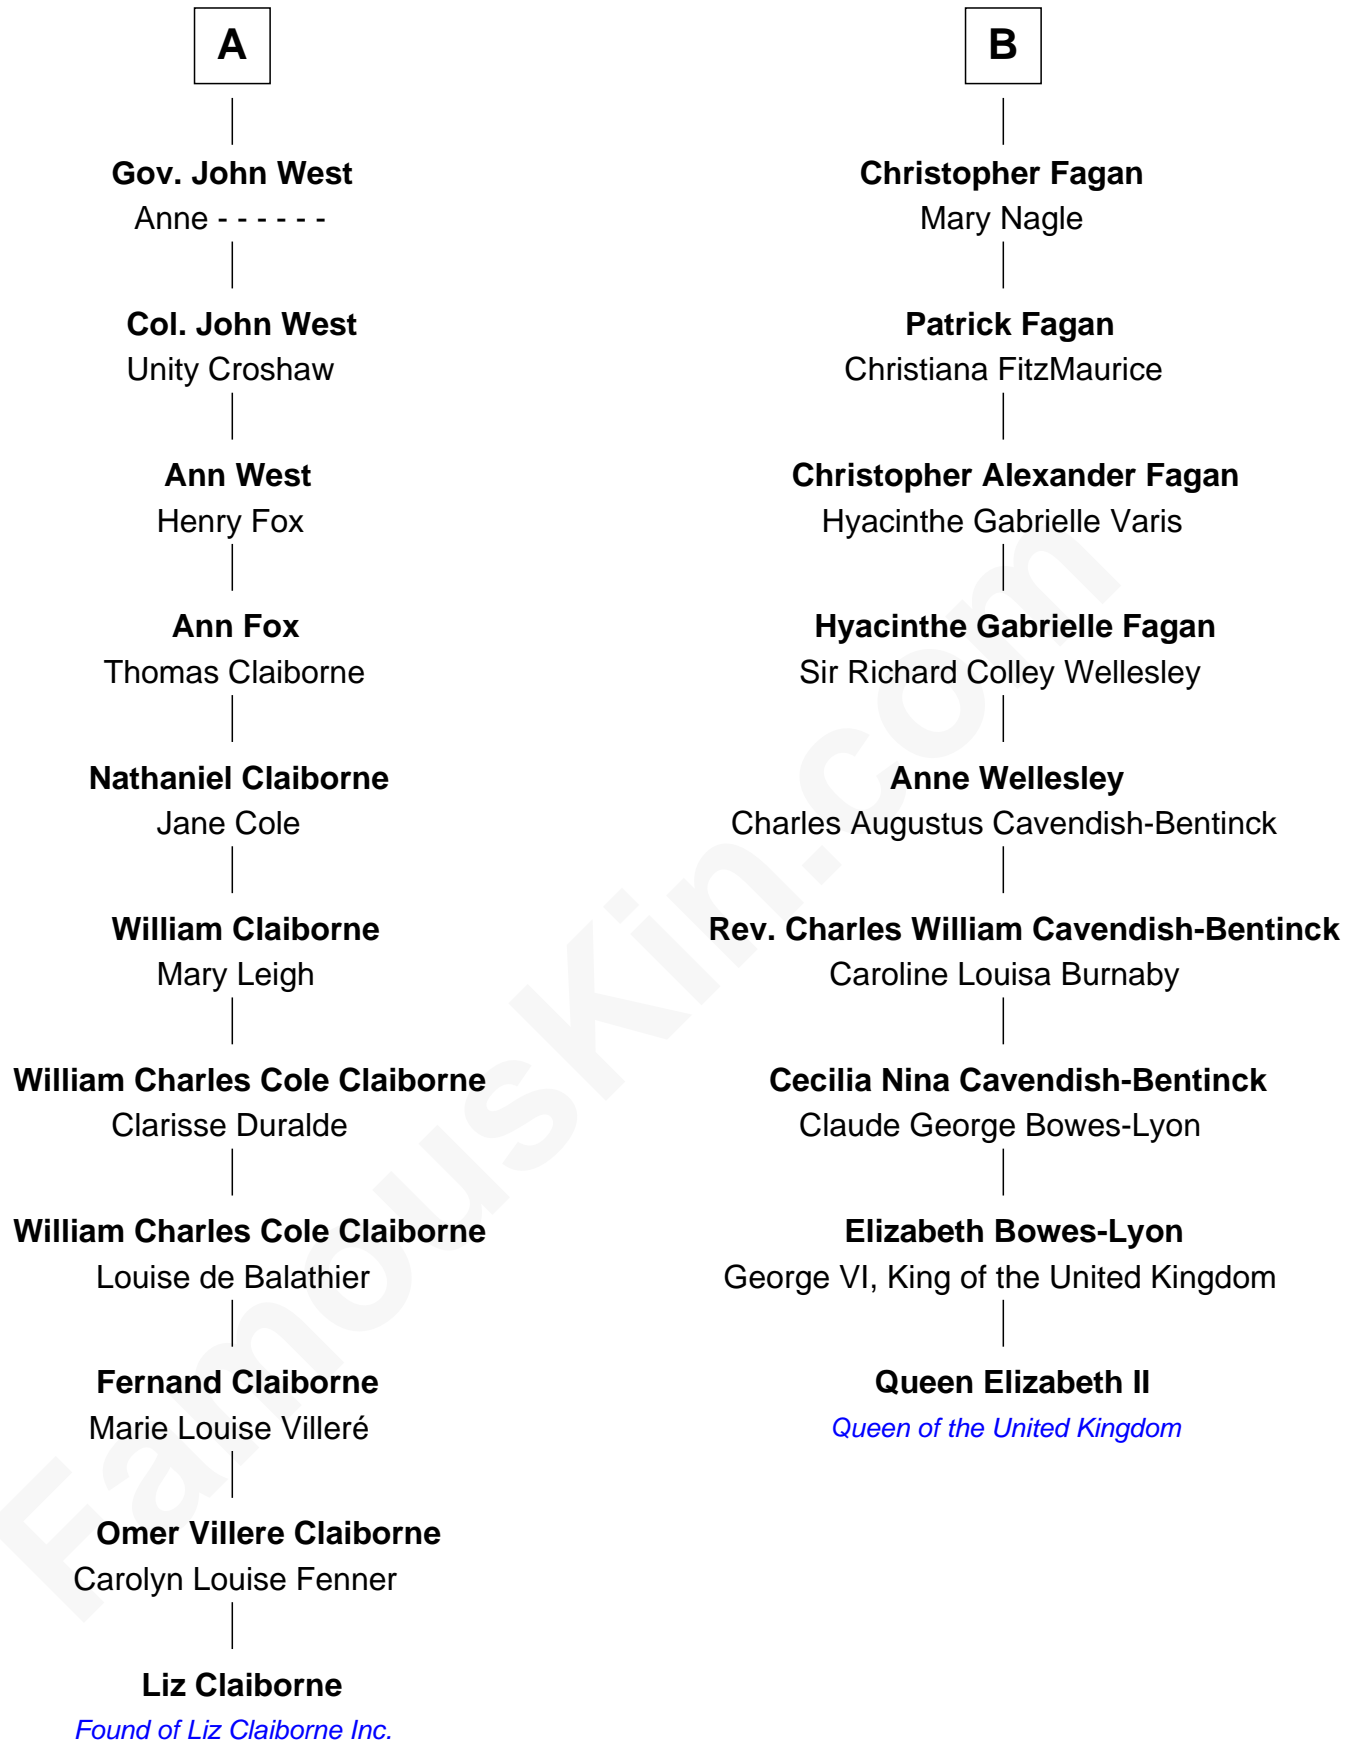 A
Gov. John West
Anne - - - - - -
Col. John West
Unity Croshaw
Ann West
Henry Fox
Ann Fox
Thomas Claiborne
Nathaniel Claiborne
Jane Cole
William Claiborne
Mary Leigh
William Charles Cole Claiborne
Clarisse Duralde
William Charles Cole Claiborne
Louise de Balathier
Fernand Claiborne
Marie Louise Villeré
Omer Villere Claiborne
Carolyn Louise Fenner
Liz Claiborne
Found of Liz Claiborne Inc.
B
Christopher Fagan
Mary Nagle
Patrick Fagan
Christiana FitzMaurice
Christopher Alexander Fagan
Hyacinthe Gabrielle Varis
Hyacinthe Gabrielle Fagan
Sir Richard Colley Wellesley
Anne Wellesley
Charles Augustus Cavendish-Bentinck
Rev. Charles William Cavendish-Bentinck
Caroline Louisa Burnaby
Cecilia Nina Cavendish-Bentinck
Claude George Bowes-Lyon
Elizabeth Bowes-Lyon
George VI, King of the United Kingdom
Queen Elizabeth II
Queen of the United Kingdom
FamousKin.com